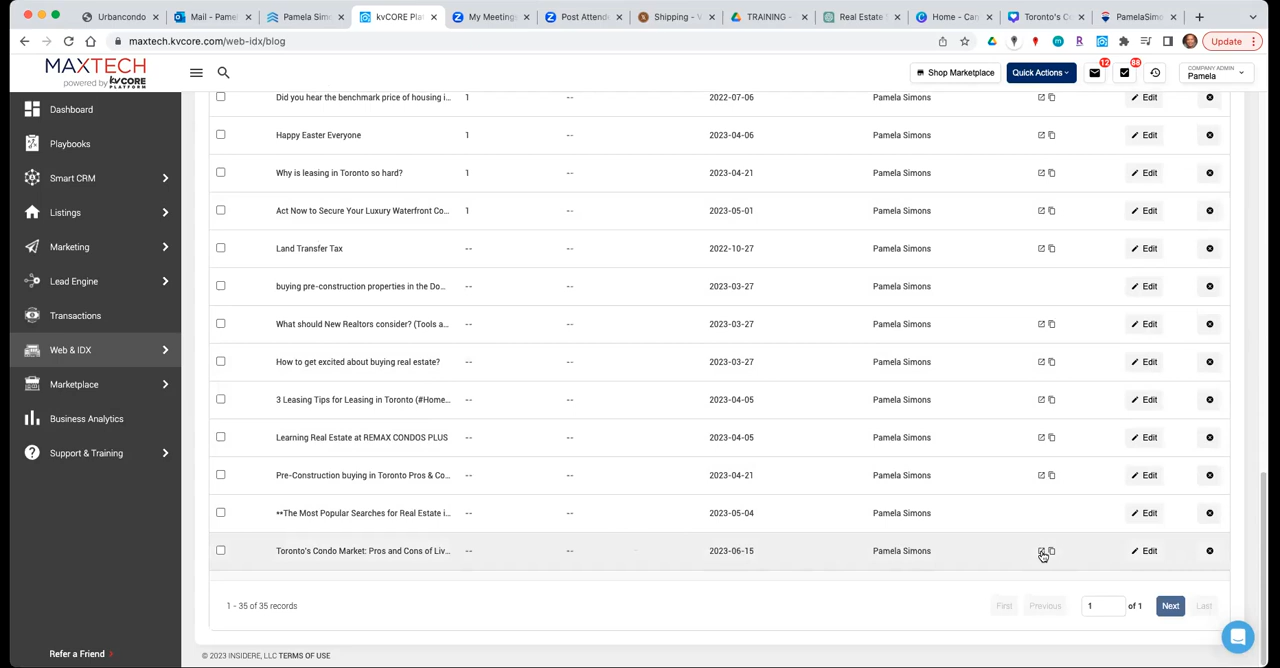 Urbancondo
Mail - Pamel
Pamela Sim
kvCORE Pla
My Meeting
Post Attend
Shipping - V
TRAINING -
Real Estate
Home - Can
Toronto's C
PamelaSim
maxtech.kvcore.com/web-idx/blog
Update
MAXTECH
powered by kvCORE PLATFORM
Shop Marketplace
Quick Actions
12
88
COMPANY ADMIN
Pamela
Dashboard
Playbooks
Smart CRM
Listings
Marketing
Lead Engine
Transactions
Web & IDX
Marketplace
Business Analytics
Support & Training
Refer a Friend
Did you hear the benchmark price of housing i... 1 -- 2022-07-06 Pamela Simons Edit
Happy Easter Everyone 1 -- 2023-04-06 Pamela Simons Edit
Why is leasing in Toronto so hard? 1 -- 2023-04-21 Pamela Simons Edit
Act Now to Secure Your Luxury Waterfront Co... 1 -- 2023-05-01 Pamela Simons Edit
Land Transfer Tax -- -- 2022-10-27 Pamela Simons Edit
buying pre-construction properties in the Do... -- -- 2023-03-27 Pamela Simons Edit
What should New Realtors consider? (Tools a... -- -- 2023-03-27 Pamela Simons Edit
How to get excited about buying real estate? -- -- 2023-03-27 Pamela Simons Edit
3 Leasing Tips for Leasing in Toronto (#Home... -- -- 2023-04-05 Pamela Simons Edit
Learning Real Estate at REMAX CONDOS PLUS -- -- 2023-04-05 Pamela Simons Edit
Pre-Construction buying in Toronto Pros & Co... -- -- 2023-04-21 Pamela Simons Edit
**The Most Popular Searches for Real Estate i... -- -- 2023-05-04 Pamela Simons Edit
Toronto's Condo Market: Pros and Cons of Liv... -- -- 2023-06-15 Pamela Simons Edit
1 - 35 of 35 records
First Previous 1 of 1 Next Last
© 2023 INSIDERE, LLC TERMS OF USE